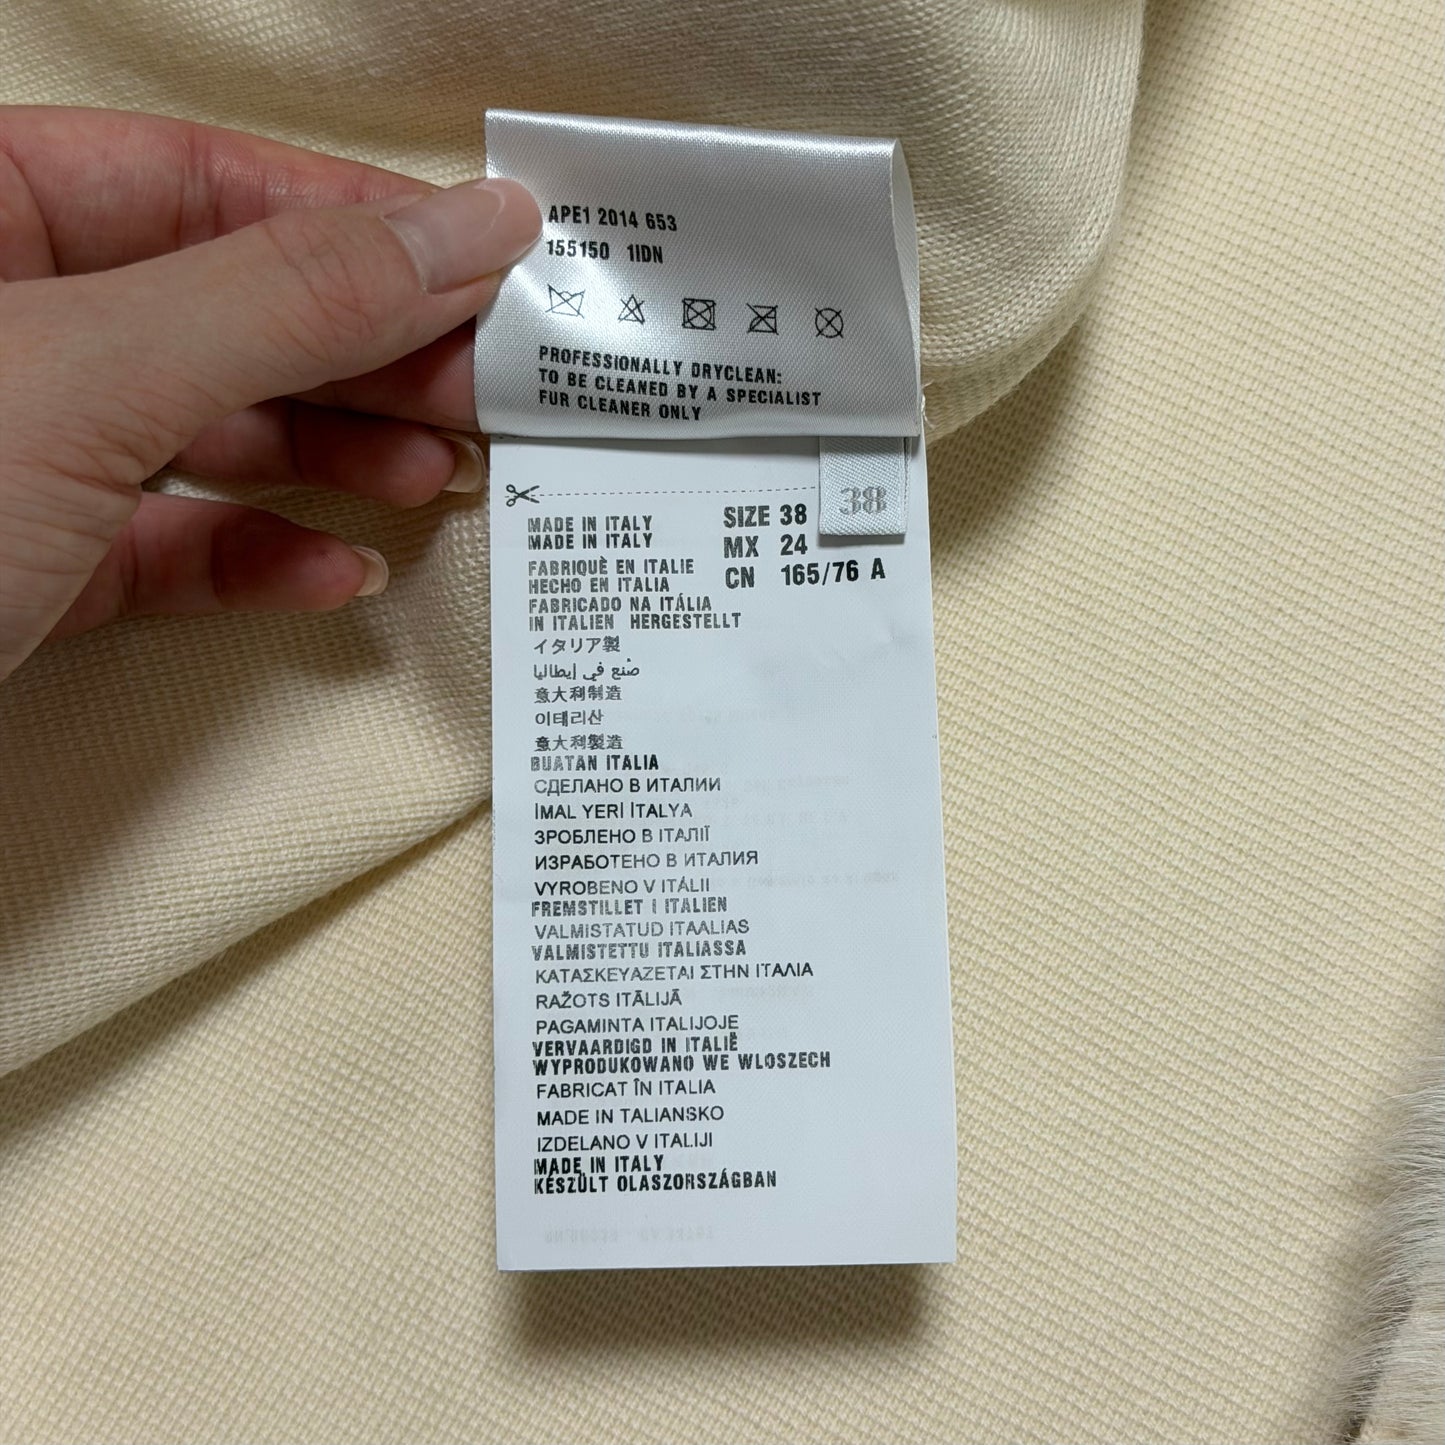 APE1 2014 653
155150 1IDN
PROFESSIONALLY DRYCLEAN:
TO BE CLEANED BY A SPECIALIST
FUR CLEANER ONLY
38
SIZE 38
MX 24
CN 165/76 A
MADE IN ITALY
MADE IN ITALY
FABRIQUÈ EN ITALIE
HECHO EN ITALIA
FABRICADO NA ITÁLIA
IN ITALIEN HERGESTELLT
イタリア製
صُنع في إيطاليا
意大利制造
이태리산
意大利製造
BUATAN ITALIA
СДЕЛАНО В ИТАЛИИ
İMAL YERİ İTALYA
ЗРОБЛЕНО В ІТАЛІЇ
ИЗРАБОТЕНО В ИТАЛИЯ
VYROBENO V ITÁLII
FREMSTILLET I ITALIEN
VALMISTATUD ITAALIAS
VALMISTETTU ITALIASSA
ΚΑΤΑΣΚΕΥΑΖΕΤΑΙ ΣΤΗΝ ΙΤΑΛΙΑ
RAŽOTS ITĀLIJĀ
PAGAMINTA ITALIJOJE
VERVAARDIGD IN ITALIË
WYPRODUKOWANO WE WLOSZECH
FABRICAT ÎN ITALIA
MADE IN TALIANSKO
IZDELANO V ITALIJI
MADE IN ITALY
KÉSZÜLT OLASZORSZÁGBAN